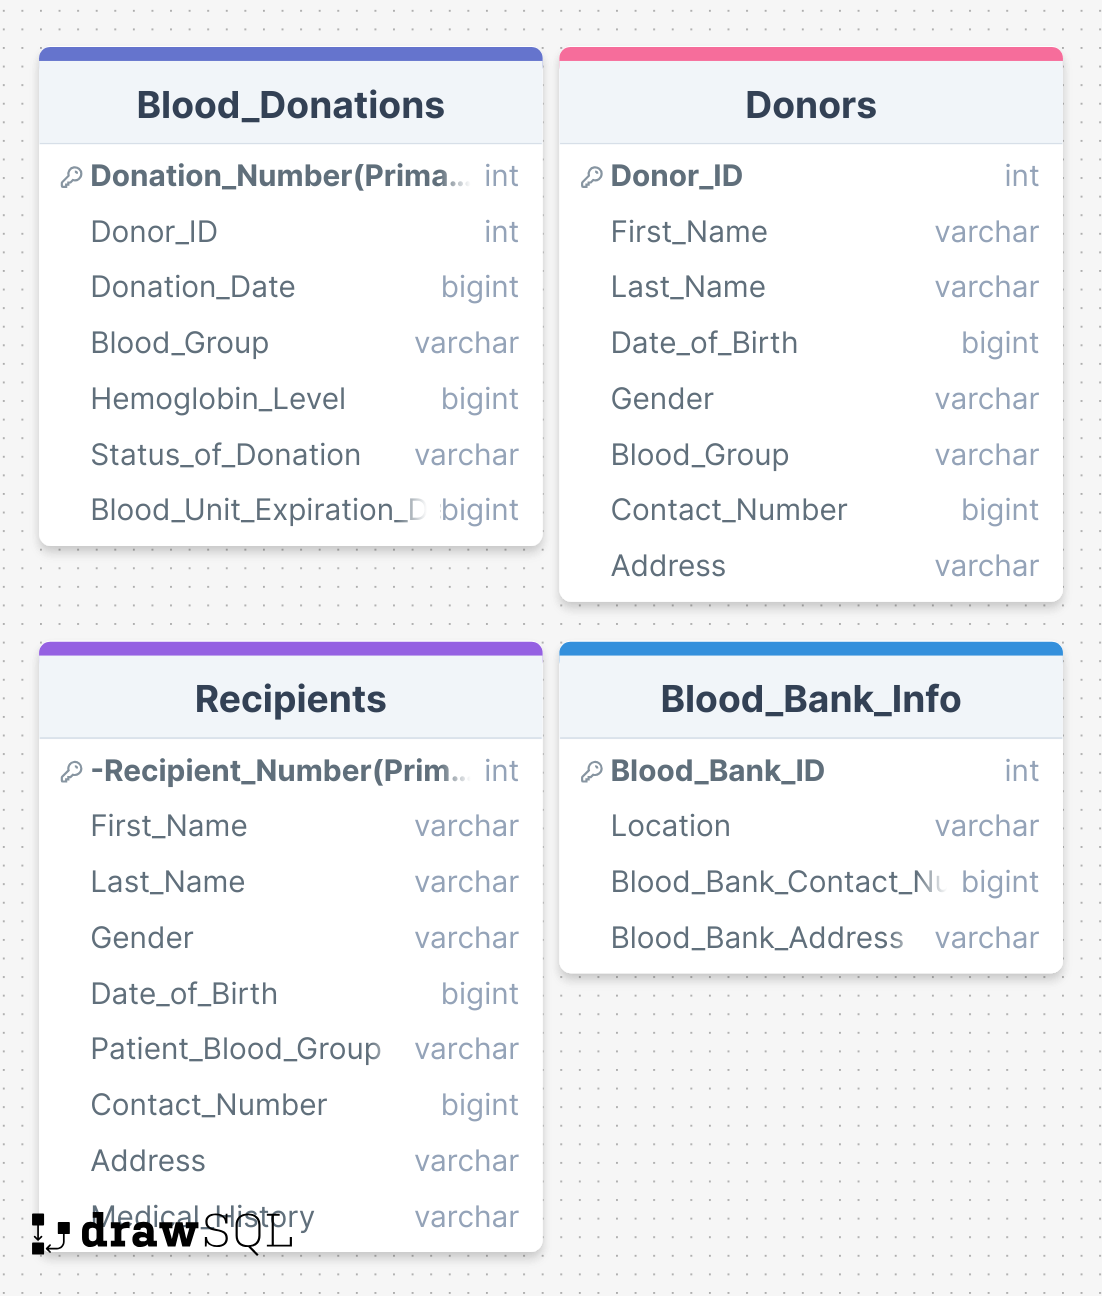 Blood_Donations
Donation_Number(Prima... int
Donor_ID int
Donation_Date bigint
Blood_Group varchar
Hemoglobin_Level bigint
Status_of_Donation varchar
Blood_Unit_Expiration_D bigint
Donors
Donor_ID int
First_Name varchar
Last_Name varchar
Date_of_Birth bigint
Gender varchar
Blood_Group varchar
Contact_Number bigint
Address varchar
Recipients
-Recipient_Number(Prim... int
First_Name varchar
Last_Name varchar
Gender varchar
Date_of_Birth bigint
Patient_Blood_Group varchar
Contact_Number bigint
Address varchar
Medical_History varchar
Blood_Bank_Info
Blood_Bank_ID int
Location varchar
Blood_Bank_Contact_Nu bigint
Blood_Bank_Address varchar
drawSQL